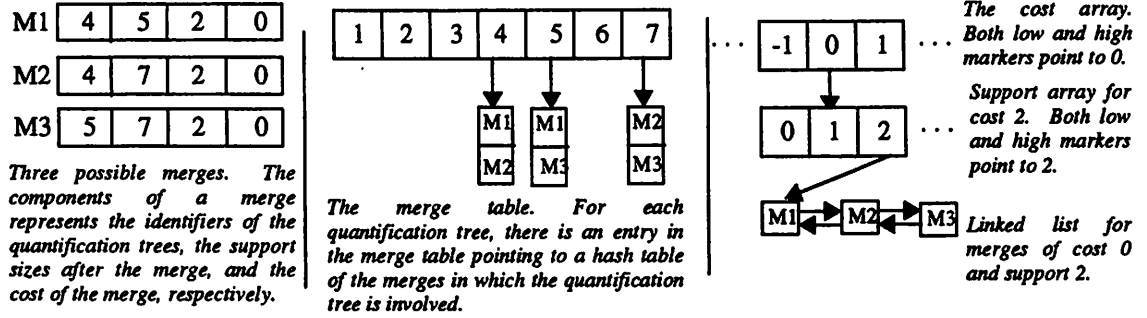 M1 4 5 2 0
M2 4 7 2 0
M3 5 7 2 0
Three possible merges. The
components of a merge
represents the identifiers of the
quantification trees, the support
sizes after the merge, and the
cost of the merge, respectively.
1 2 3 4 5 6 7
M1 M1 M2
M2 M3 M3
The merge table. For each
quantification tree, there is an entry in
the merge table pointing to a hash table
of the merges in which the quantification
tree is involved.
... -1 0 1 ...
The cost array.
Both low and high
markers point to 0.
0 1 2 ...
Support array for
cost 2. Both low
and high markers
point to 2.
M1 M2 M3
Linked list for
merges of cost 0
and support 2.